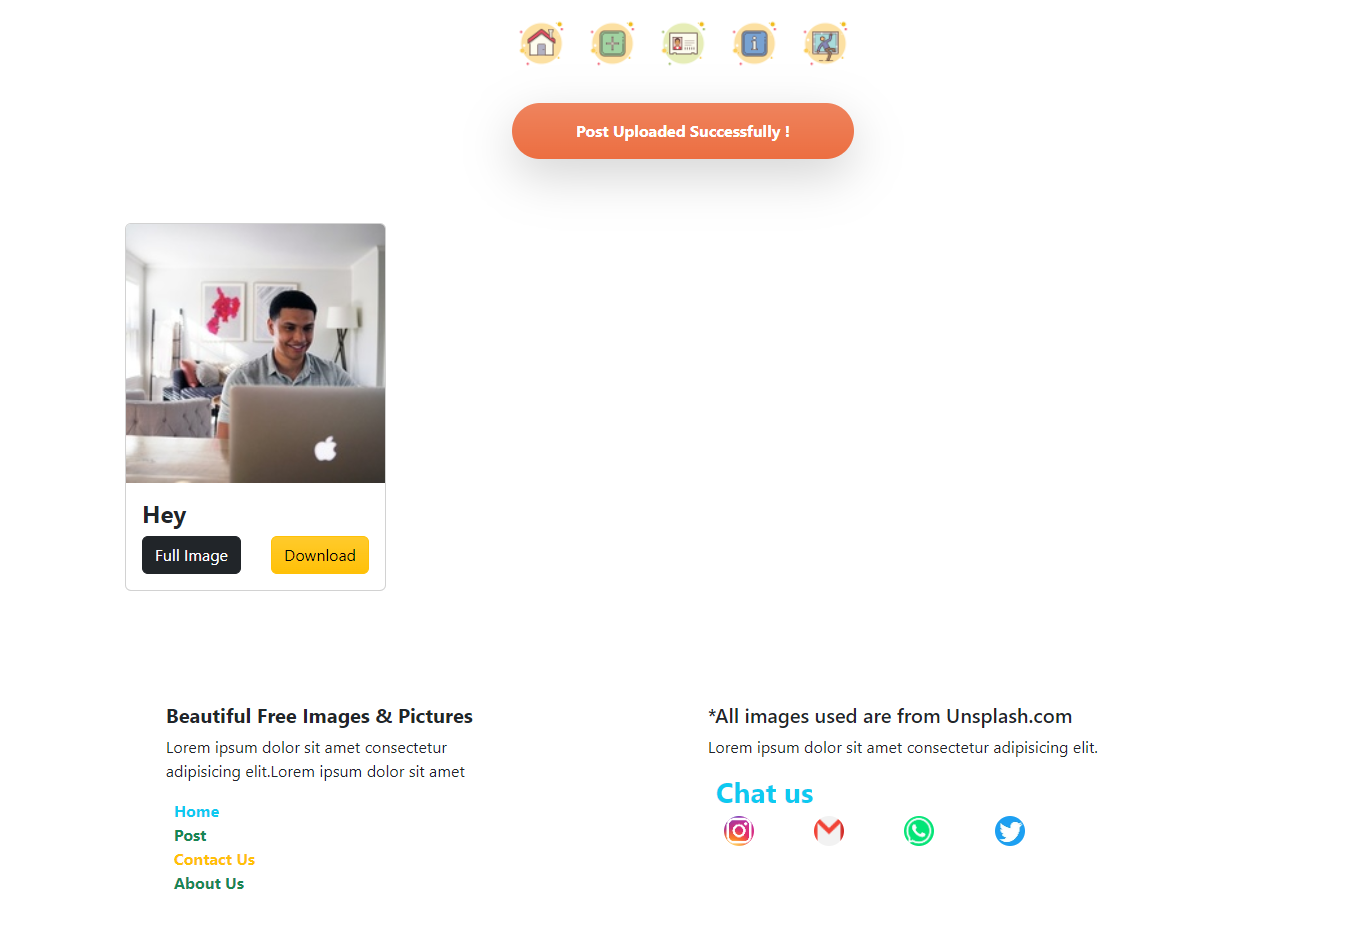 Post Uploaded Successfully !
Hey
Full Image
Download
Beautiful Free Images & Pictures
Lorem ipsum dolor sit amet consectetur
adipisicing elit.Lorem ipsum dolor sit amet
Home
Post
Contact Us
About Us
*All images used are from Unsplash.com
Lorem ipsum dolor sit amet consectetur adipisicing elit.
Chat us